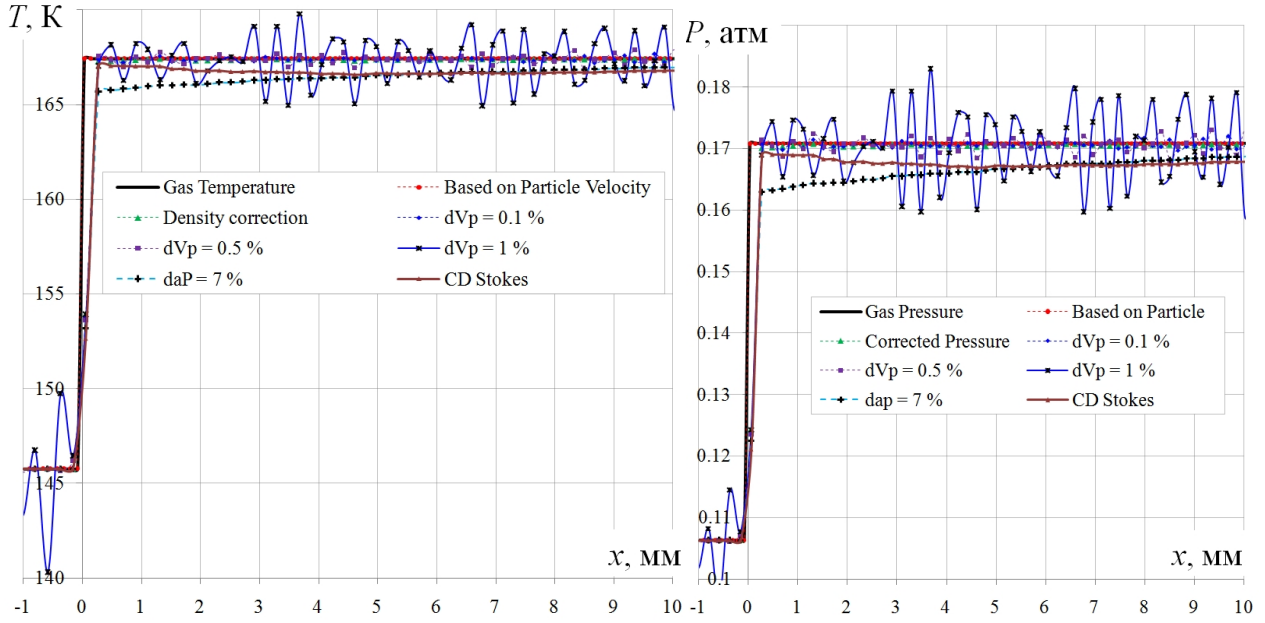 T, К
165
160
155
150
145
140
-1 0 1 2 3 4 5 6 7 8 9 10
x, мм
Gas Temperature
Based on Particle Velocity
Density correction
dVp = 0.1 %
dVp = 0.5 %
dVp = 1 %
daP = 7 %
CD Stokes
P, атм
0.18
0.17
0.16
0.15
0.14
0.13
0.12
0.11
0.1
-1 0 1 2 3 4 5 6 7 8 9 10
x, мм
Gas Pressure
Based on Particle
Corrected Pressure
dVp = 0.1 %
dVp = 0.5 %
dVp = 1 %
dap = 7 %
CD Stokes